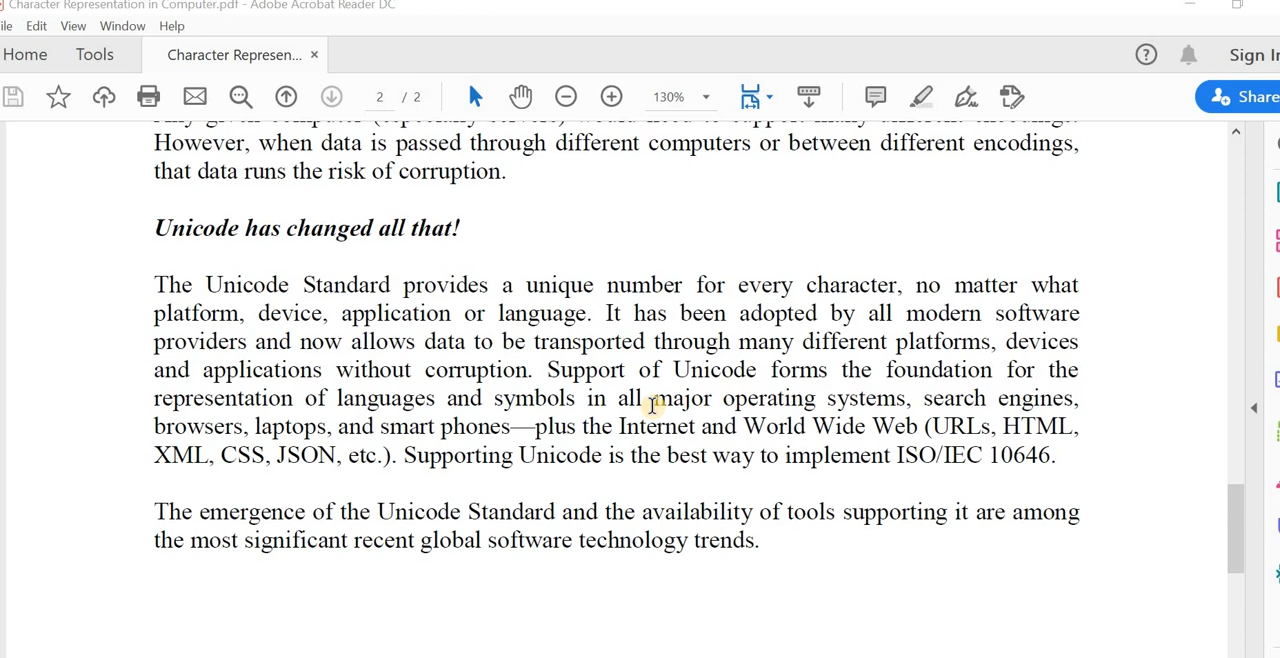 Character Representation in Computer.pdf - Adobe Acrobat Reader DC
ile Edit View Window Help
Home Tools Character Represen... × Sign In
2 / 2 130% Share
However, when data is passed through different computers or between different encodings,
that data runs the risk of corruption.
Unicode has changed all that!
The Unicode Standard provides a unique number for every character, no matter what
platform, device, application or language. It has been adopted by all modern software
providers and now allows data to be transported through many different platforms, devices
and applications without corruption. Support of Unicode forms the foundation for the
representation of languages and symbols in all major operating systems, search engines,
browsers, laptops, and smart phones—plus the Internet and World Wide Web (URLs, HTML,
XML, CSS, JSON, etc.). Supporting Unicode is the best way to implement ISO/IEC 10646.
The emergence of the Unicode Standard and the availability of tools supporting it are among
the most significant recent global software technology trends.